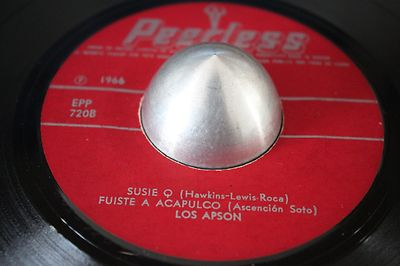 Peerless
℗ 1966
EPP
720B
SUSIE Q (Hawkins-Lewis-Roca)
FUISTE A ACAPULCO (Ascención Soto)
LOS APSON